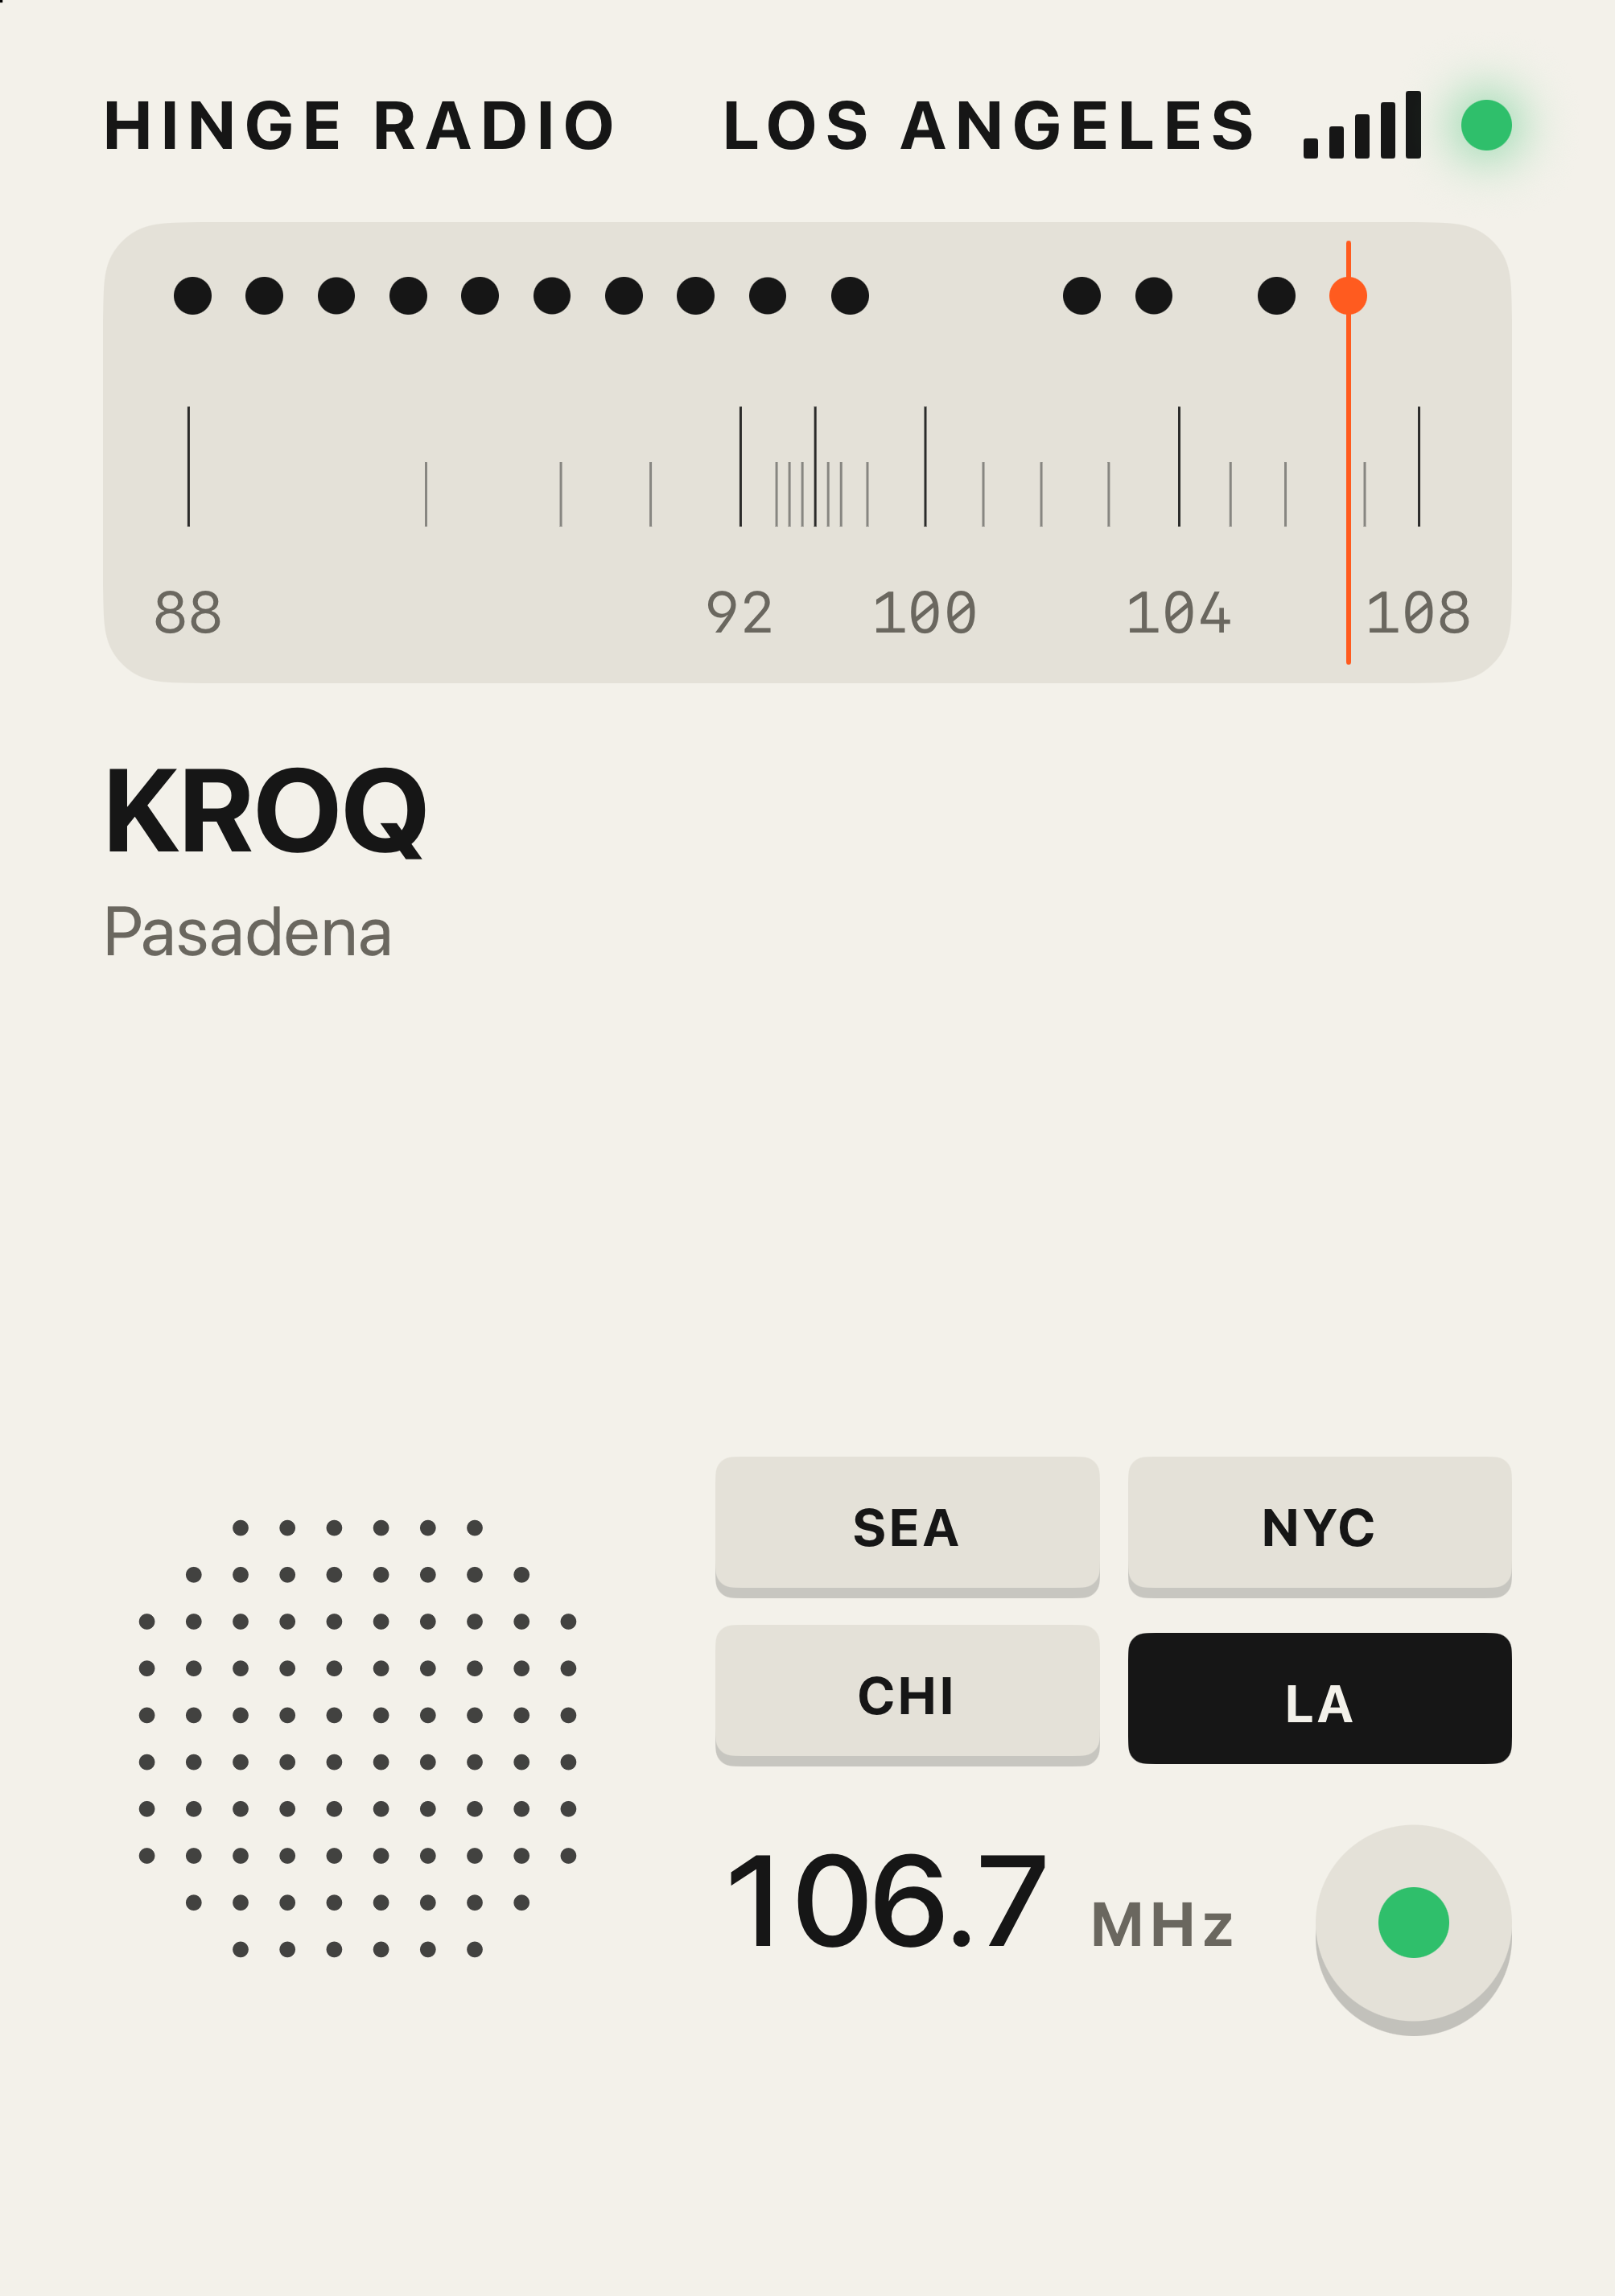 HINGE RADIO LOS ANGELES
88 92 100 104 108
KROQ
Pasadena
SEA NYC
CHI LA
106.7 MHz